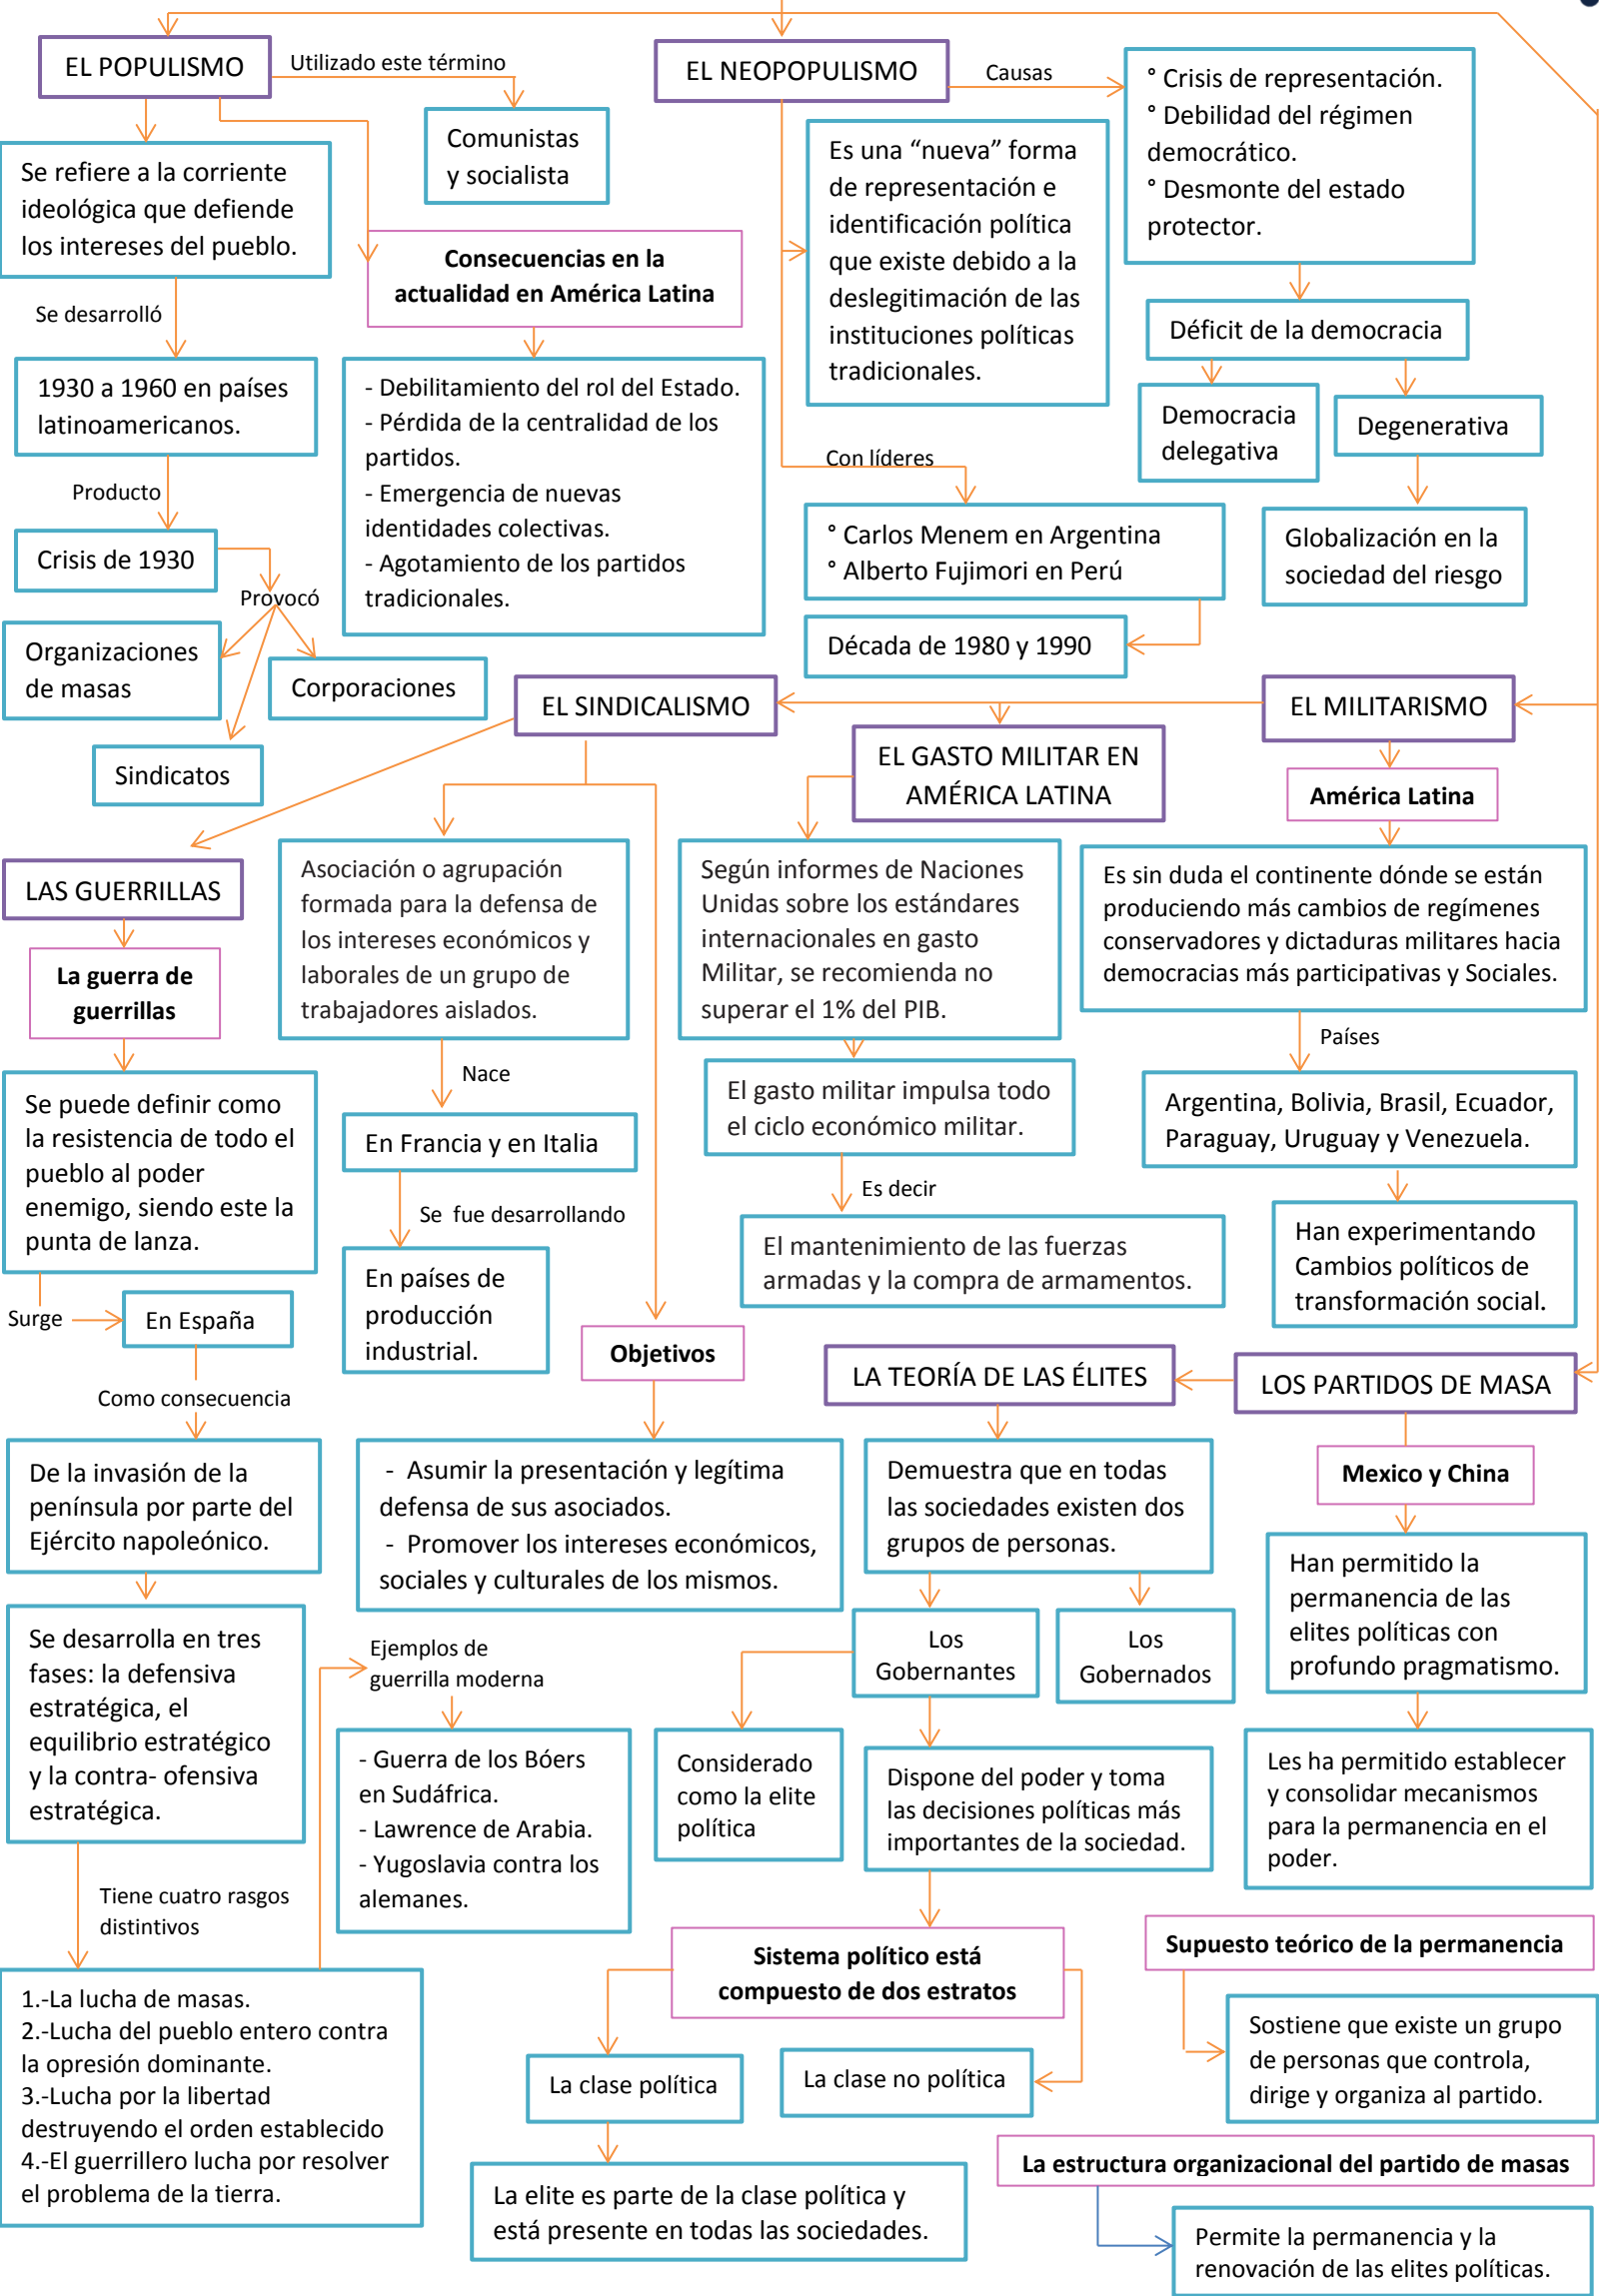 EL POPULISMO
Utilizado este término
Comunistas
y socialista
Se refiere a la corriente
ideológica que defiende
los intereses del pueblo.
Se desarrolló
1930 a 1960 en países
latinoamericanos.
Producto
Crisis de 1930
Provocó
Organizaciones
de masas
Corporaciones
Sindicatos
Consecuencias en la
actualidad en América Latina
- Debilitamiento del rol del Estado.
- Pérdida de la centralidad de los
partidos.
- Emergencia de nuevas
identidades colectivas.
- Agotamiento de los partidos
tradicionales.
EL NEOPOPULISMO
Causas
° Crisis de representación.
° Debilidad del régimen
democrático.
° Desmonte del estado
protector.
Es una “nueva” forma
de representación e
identificación política
que existe debido a la
deslegitimación de las
instituciones políticas
tradicionales.
Déficit de la democracia
Democracia
delegativa
Degenerativa
Globalización en la
sociedad del riesgo
Con líderes
° Carlos Menem en Argentina
° Alberto Fujimori en Perú
Década de 1980 y 1990
EL SINDICALISMO
EL MILITARISMO
EL GASTO MILITAR EN
AMÉRICA LATINA
América Latina
Es sin duda el continente dónde se están
produciendo más cambios de regímenes
conservadores y dictaduras militares hacia
democracias más participativas y Sociales.
Países
Argentina, Bolivia, Brasil, Ecuador,
Paraguay, Uruguay y Venezuela.
Han experimentando
Cambios políticos de
transformación social.
Según informes de Naciones
Unidas sobre los estándares
internacionales en gasto
Militar, se recomienda no
superar el 1% del PIB.
El gasto militar impulsa todo
el ciclo económico militar.
Es decir
El mantenimiento de las fuerzas
armadas y la compra de armamentos.
Asociación o agrupación
formada para la defensa de
los intereses económicos y
laborales de un grupo de
trabajadores aislados.
Nace
En Francia y en Italia
Se fue desarrollando
En países de
producción
industrial.
Objetivos
- Asumir la presentación y legítima
defensa de sus asociados.
- Promover los intereses económicos,
sociales y culturales de los mismos.
LAS GUERRILLAS
La guerra de
guerrillas
Se puede definir como
la resistencia de todo el
pueblo al poder
enemigo, siendo este la
punta de lanza.
Surge
En España
Como consecuencia
De la invasión de la
península por parte del
Ejército napoleónico.
Se desarrolla en tres
fases: la defensiva
estratégica, el
equilibrio estratégico
y la contra- ofensiva
estratégica.
Tiene cuatro rasgos
distintivos
1.-La lucha de masas.
2.-Lucha del pueblo entero contra
la opresión dominante.
3.-Lucha por la libertad
destruyendo el orden establecido
4.-El guerrillero lucha por resolver
el problema de la tierra.
Ejemplos de
guerrilla moderna
- Guerra de los Bóers
en Sudáfrica.
- Lawrence de Arabia.
- Yugoslavia contra los
alemanes.
LA TEORÍA DE LAS ÉLITES
LOS PARTIDOS DE MASA
Demuestra que en todas
las sociedades existen dos
grupos de personas.
Los
Gobernantes
Los
Gobernados
Considerado
como la elite
política
Dispone del poder y toma
las decisiones políticas más
importantes de la sociedad.
Sistema político está
compuesto de dos estratos
La clase política
La clase no política
La elite es parte de la clase política y
está presente en todas las sociedades.
Mexico y China
Han permitido la
permanencia de las
elites políticas con
profundo pragmatismo.
Les ha permitido establecer
y consolidar mecanismos
para la permanencia en el
poder.
Supuesto teórico de la permanencia
Sostiene que existe un grupo
de personas que controla,
dirige y organiza al partido.
La estructura organizacional del partido de masas
Permite la permanencia y la
renovación de las elites políticas.